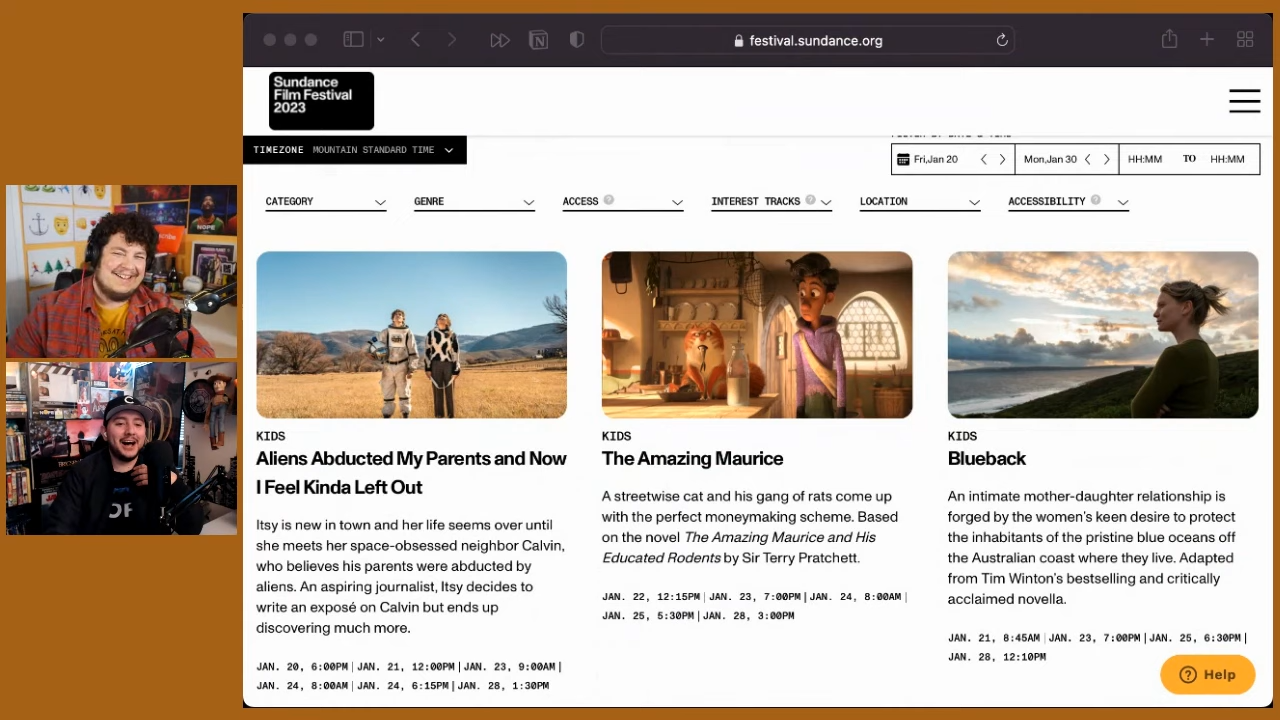 festival.sundance.org
Sundance
Film Festival
2023
TIMEZONE MOUNTAIN STANDARD TIME
Fri,Jan 20
Mon,Jan 30
HH:MM TO HH:MM
CATEGORY
GENRE
ACCESS
INTEREST TRACKS
LOCATION
ACCESSIBILITY
NOPE
KIDS
Aliens Abducted My Parents and Now
I Feel Kinda Left Out
Itsy is new in town and her life seems over until
she meets her space-obsessed neighbor Calvin,
who believes his parents were abducted by
aliens. An aspiring journalist, Itsy decides to
write an exposé on Calvin but ends up
discovering much more.
JAN. 20, 6:00PM | JAN. 21, 12:00PM | JAN. 23, 9:00AM |
JAN. 24, 8:00AM | JAN. 24, 6:15PM | JAN. 28, 1:30PM
KIDS
The Amazing Maurice
A streetwise cat and his gang of rats come up
with the perfect moneymaking scheme. Based
on the novel The Amazing Maurice and His
Educated Rodents by Sir Terry Pratchett.
JAN. 22, 12:15PM | JAN. 23, 7:00PM | JAN. 24, 8:00AM |
JAN. 25, 5:30PM | JAN. 28, 3:00PM
KIDS
Blueback
An intimate mother-daughter relationship is
forged by the women's keen desire to protect
the inhabitants of the pristine blue oceans off
the Australian coast where they live. Adapted
from Tim Winton's bestselling and critically
acclaimed novella.
JAN. 21, 8:45AM | JAN. 23, 7:00PM | JAN. 25, 6:30PM |
JAN. 28, 12:10PM
Help